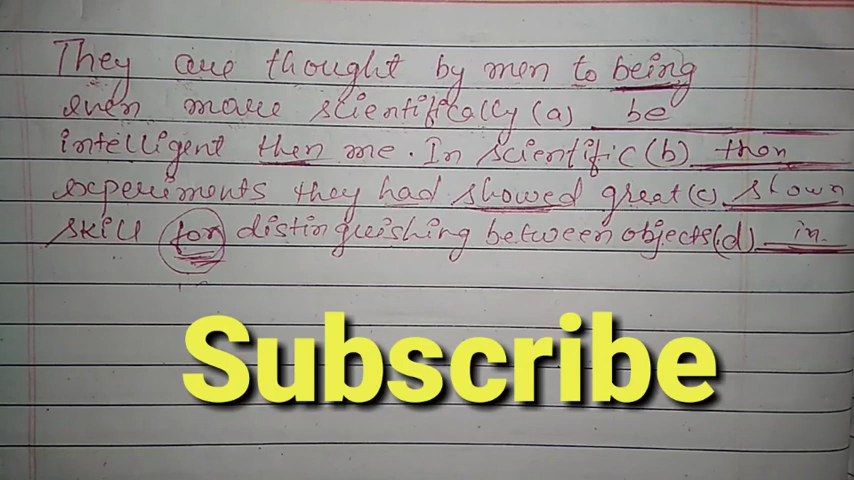 They are thought by men to being
even more scientifically (a) be
intelligent then me. In scientific (b) than
experiments they had showed great (c) shown
skill for distinguishing between objects (d) in.
Subscribe